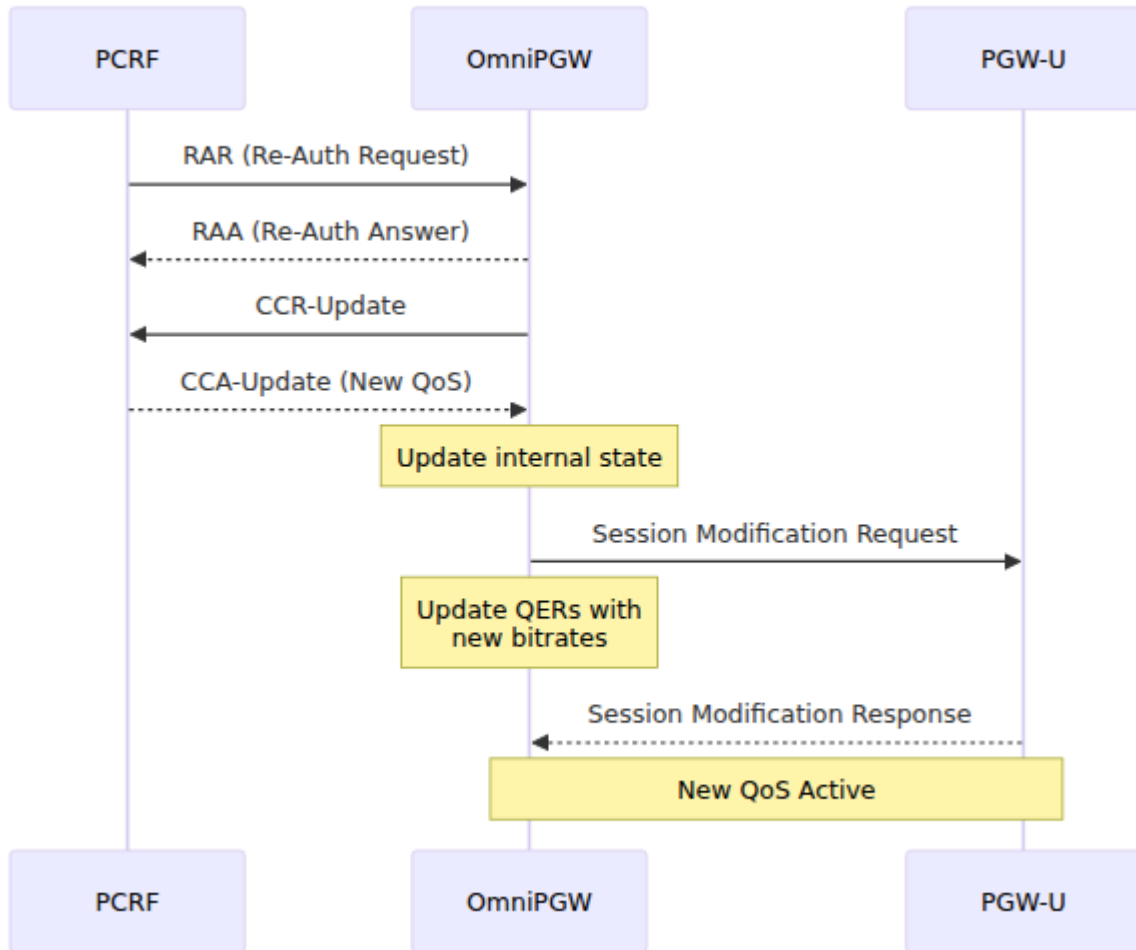 PCRF
OmniPGW
PGW-U
RAR (Re-Auth Request)
RAA (Re-Auth Answer)
CCR-Update
CCA-Update (New QoS)
Update internal state
Session Modification Request
Update QERs with
new bitrates
Session Modification Response
New QoS Active
PCRF
OmniPGW
PGW-U